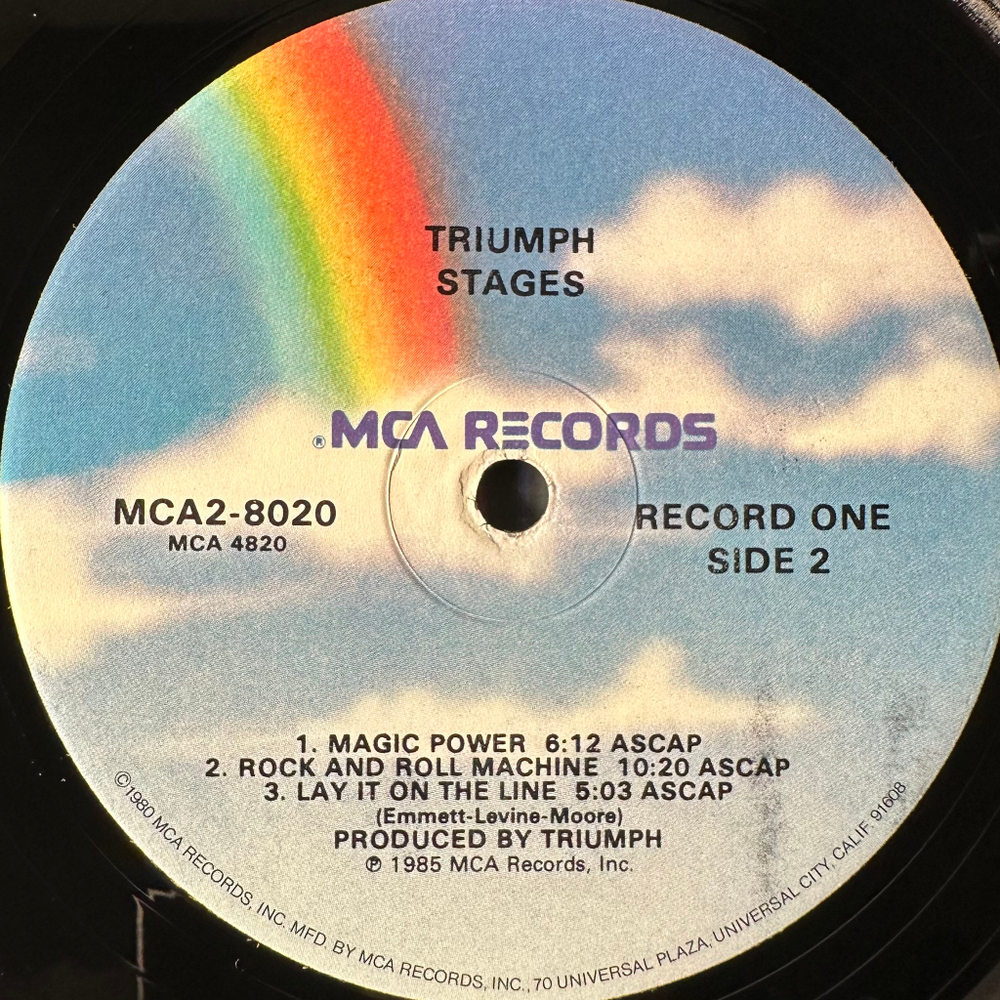 TRIUMPH
STAGES
® MCA RECORDS
MCA2-8020
MCA 4820
RECORD ONE
SIDE 2
1. MAGIC POWER 6:12 ASCAP
2. ROCK AND ROLL MACHINE 10:20 ASCAP
3. LAY IT ON THE LINE 5:03 ASCAP
(Emmett-Levine-Moore)
PRODUCED BY TRIUMPH
℗ 1985 MCA Records, Inc.
©1980 MCA RECORDS, INC. MFD. BY MCA RECORDS, INC., 70 UNIVERSAL PLAZA, UNIVERSAL CITY, CALIF. 91608